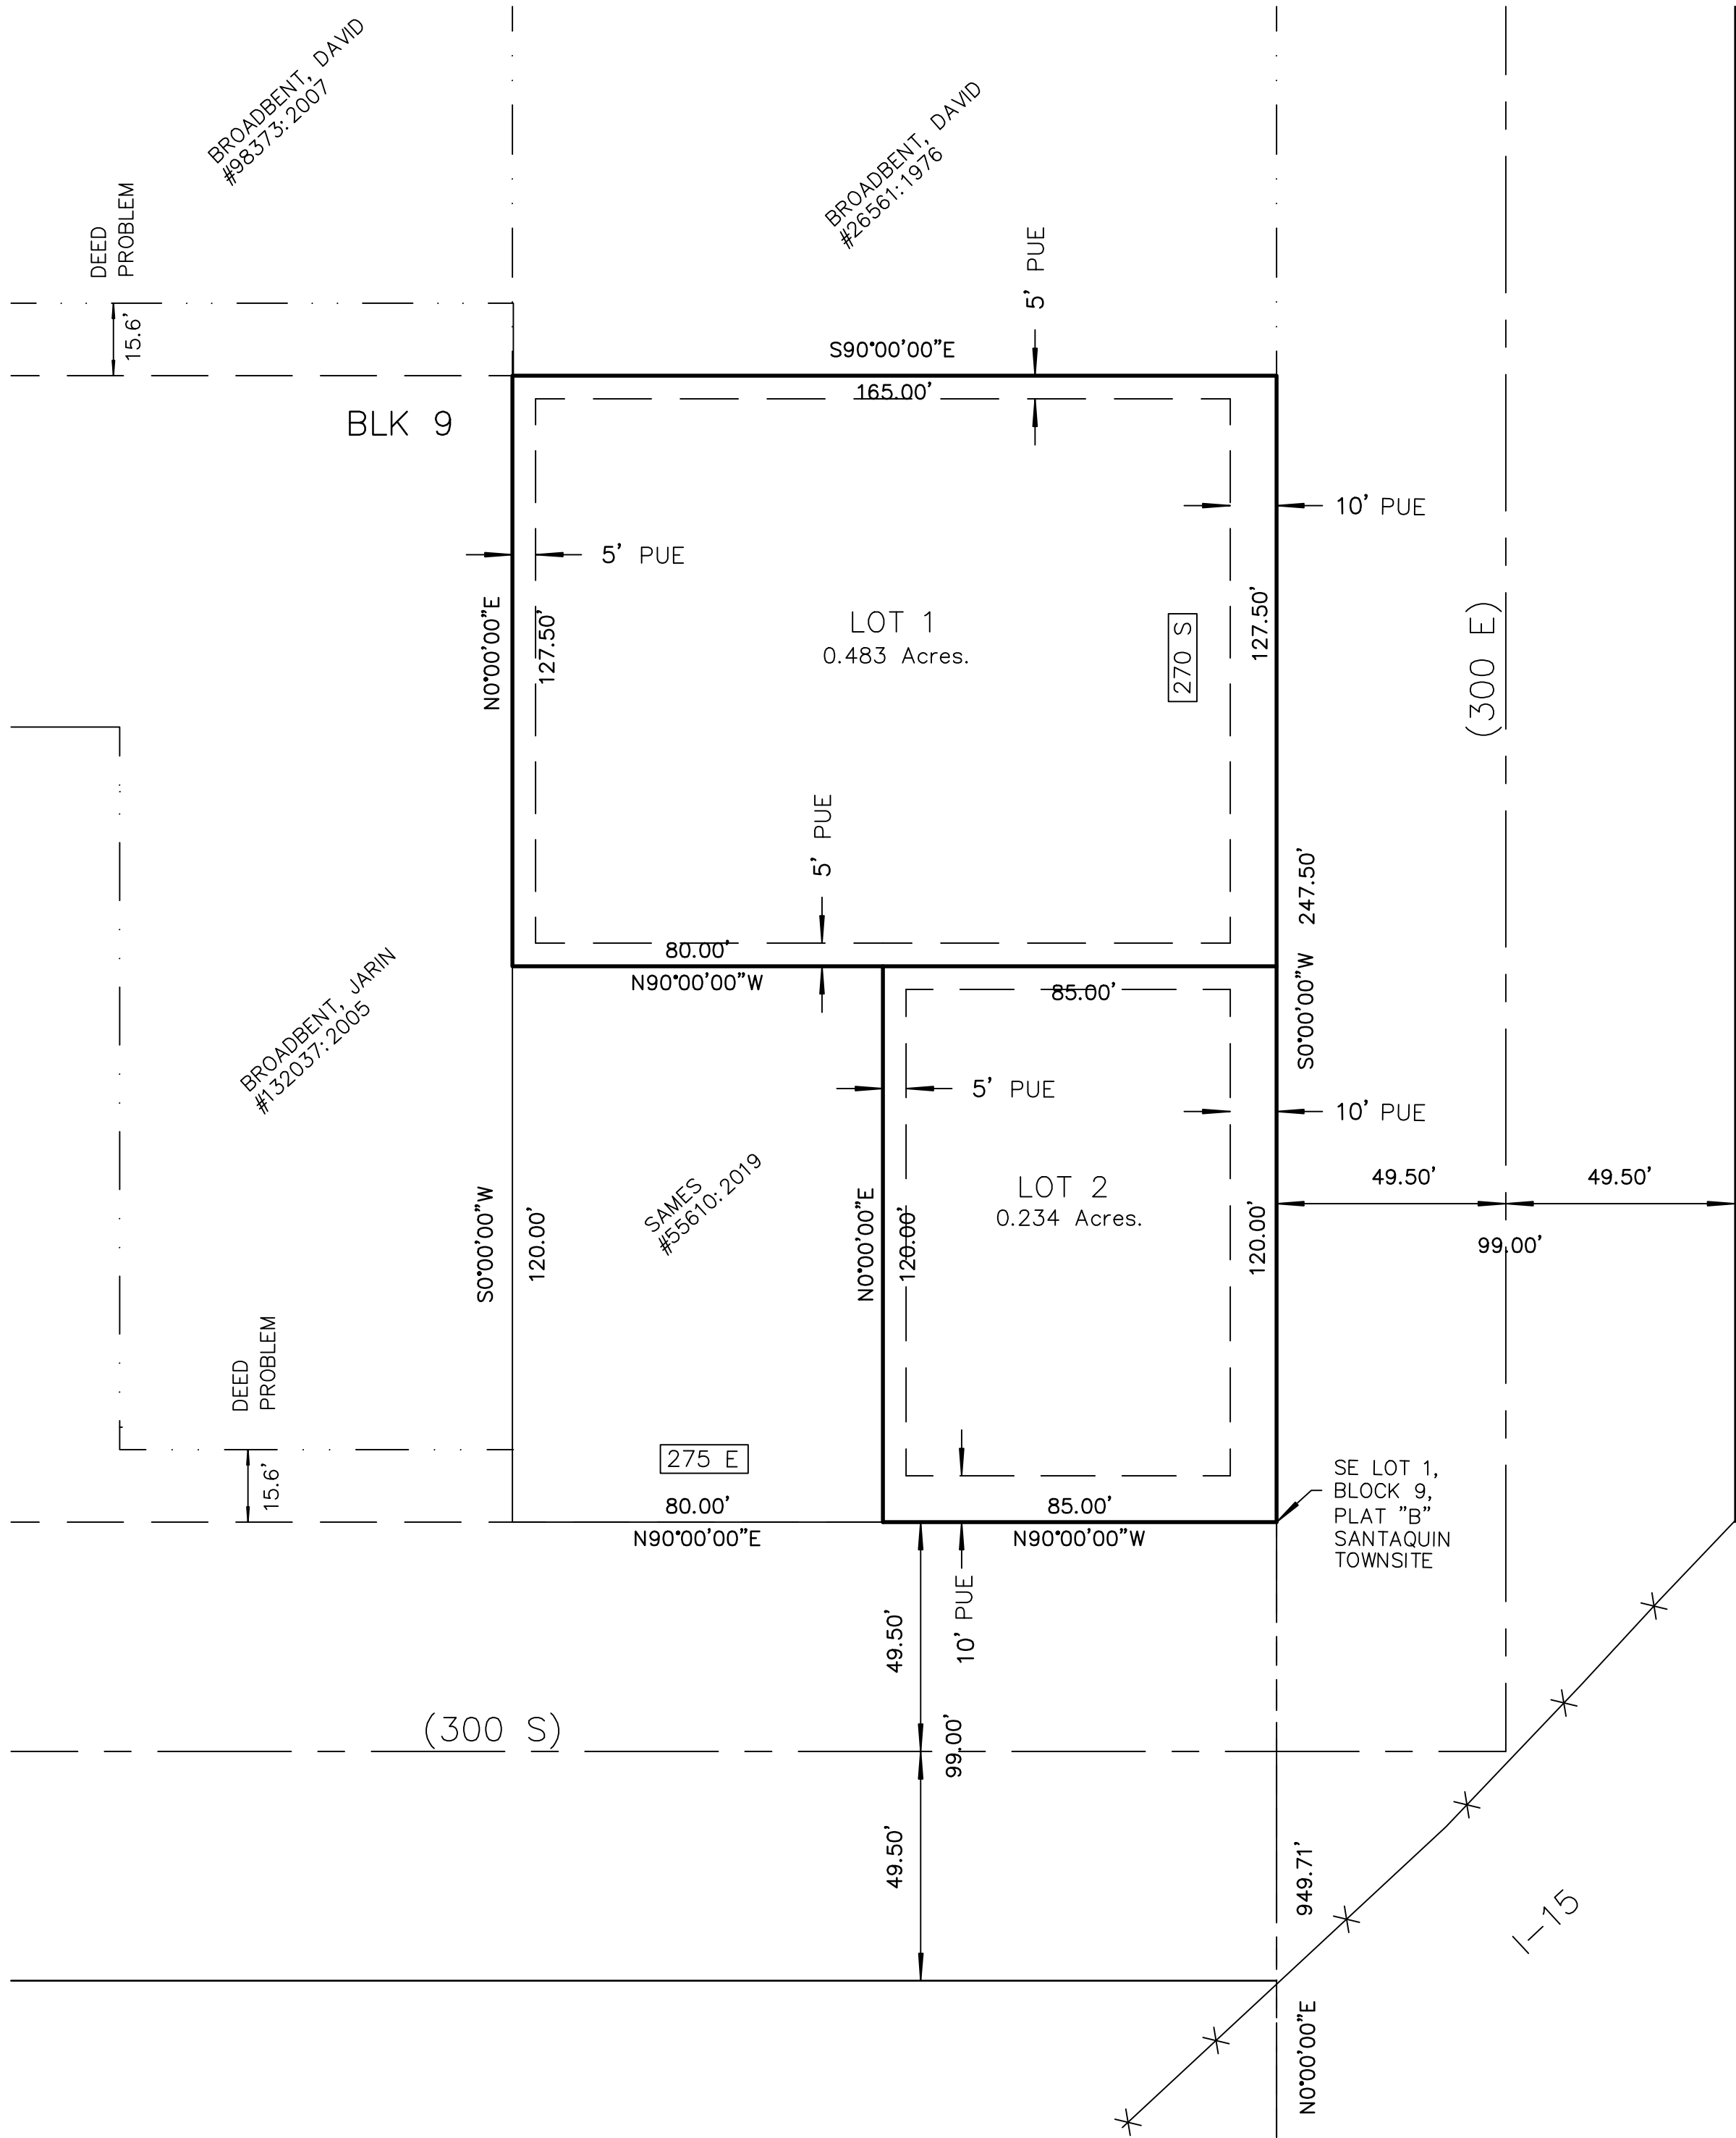 BROADBENT, DAVID
#98373:2007
BROADBENT, DAVID
#26561:1976
DEED
PROBLEM
15.6'
5' PUE
S90°00'00"E
165.00'
BLK 9
10' PUE
5' PUE
N0°00'00"E
127.50'
LOT 1
0.483 Acres.
270 S
127.50'
(300 E)
5' PUE
247.50'
S0°00'00"W
80.00'
N90°00'00"W
85.00'
BROADBENT, JARIN
#132037:2005
5' PUE
10' PUE
SAMES
#55610:2019
S0°00'00"W
120.00'
N0°00'00"E
120.00'
LOT 2
0.234 Acres.
120.00'
49.50'
49.50'
99.00'
DEED
PROBLEM
15.6'
275 E
80.00'
N90°00'00"E
85.00'
N90°00'00"W
SE LOT 1,
BLOCK 9,
PLAT "B"
SANTAQUIN
TOWNSITE
49.50'
10' PUE
(300 S)
99.00'
49.50'
949.71'
N0°00'00"E
I-15